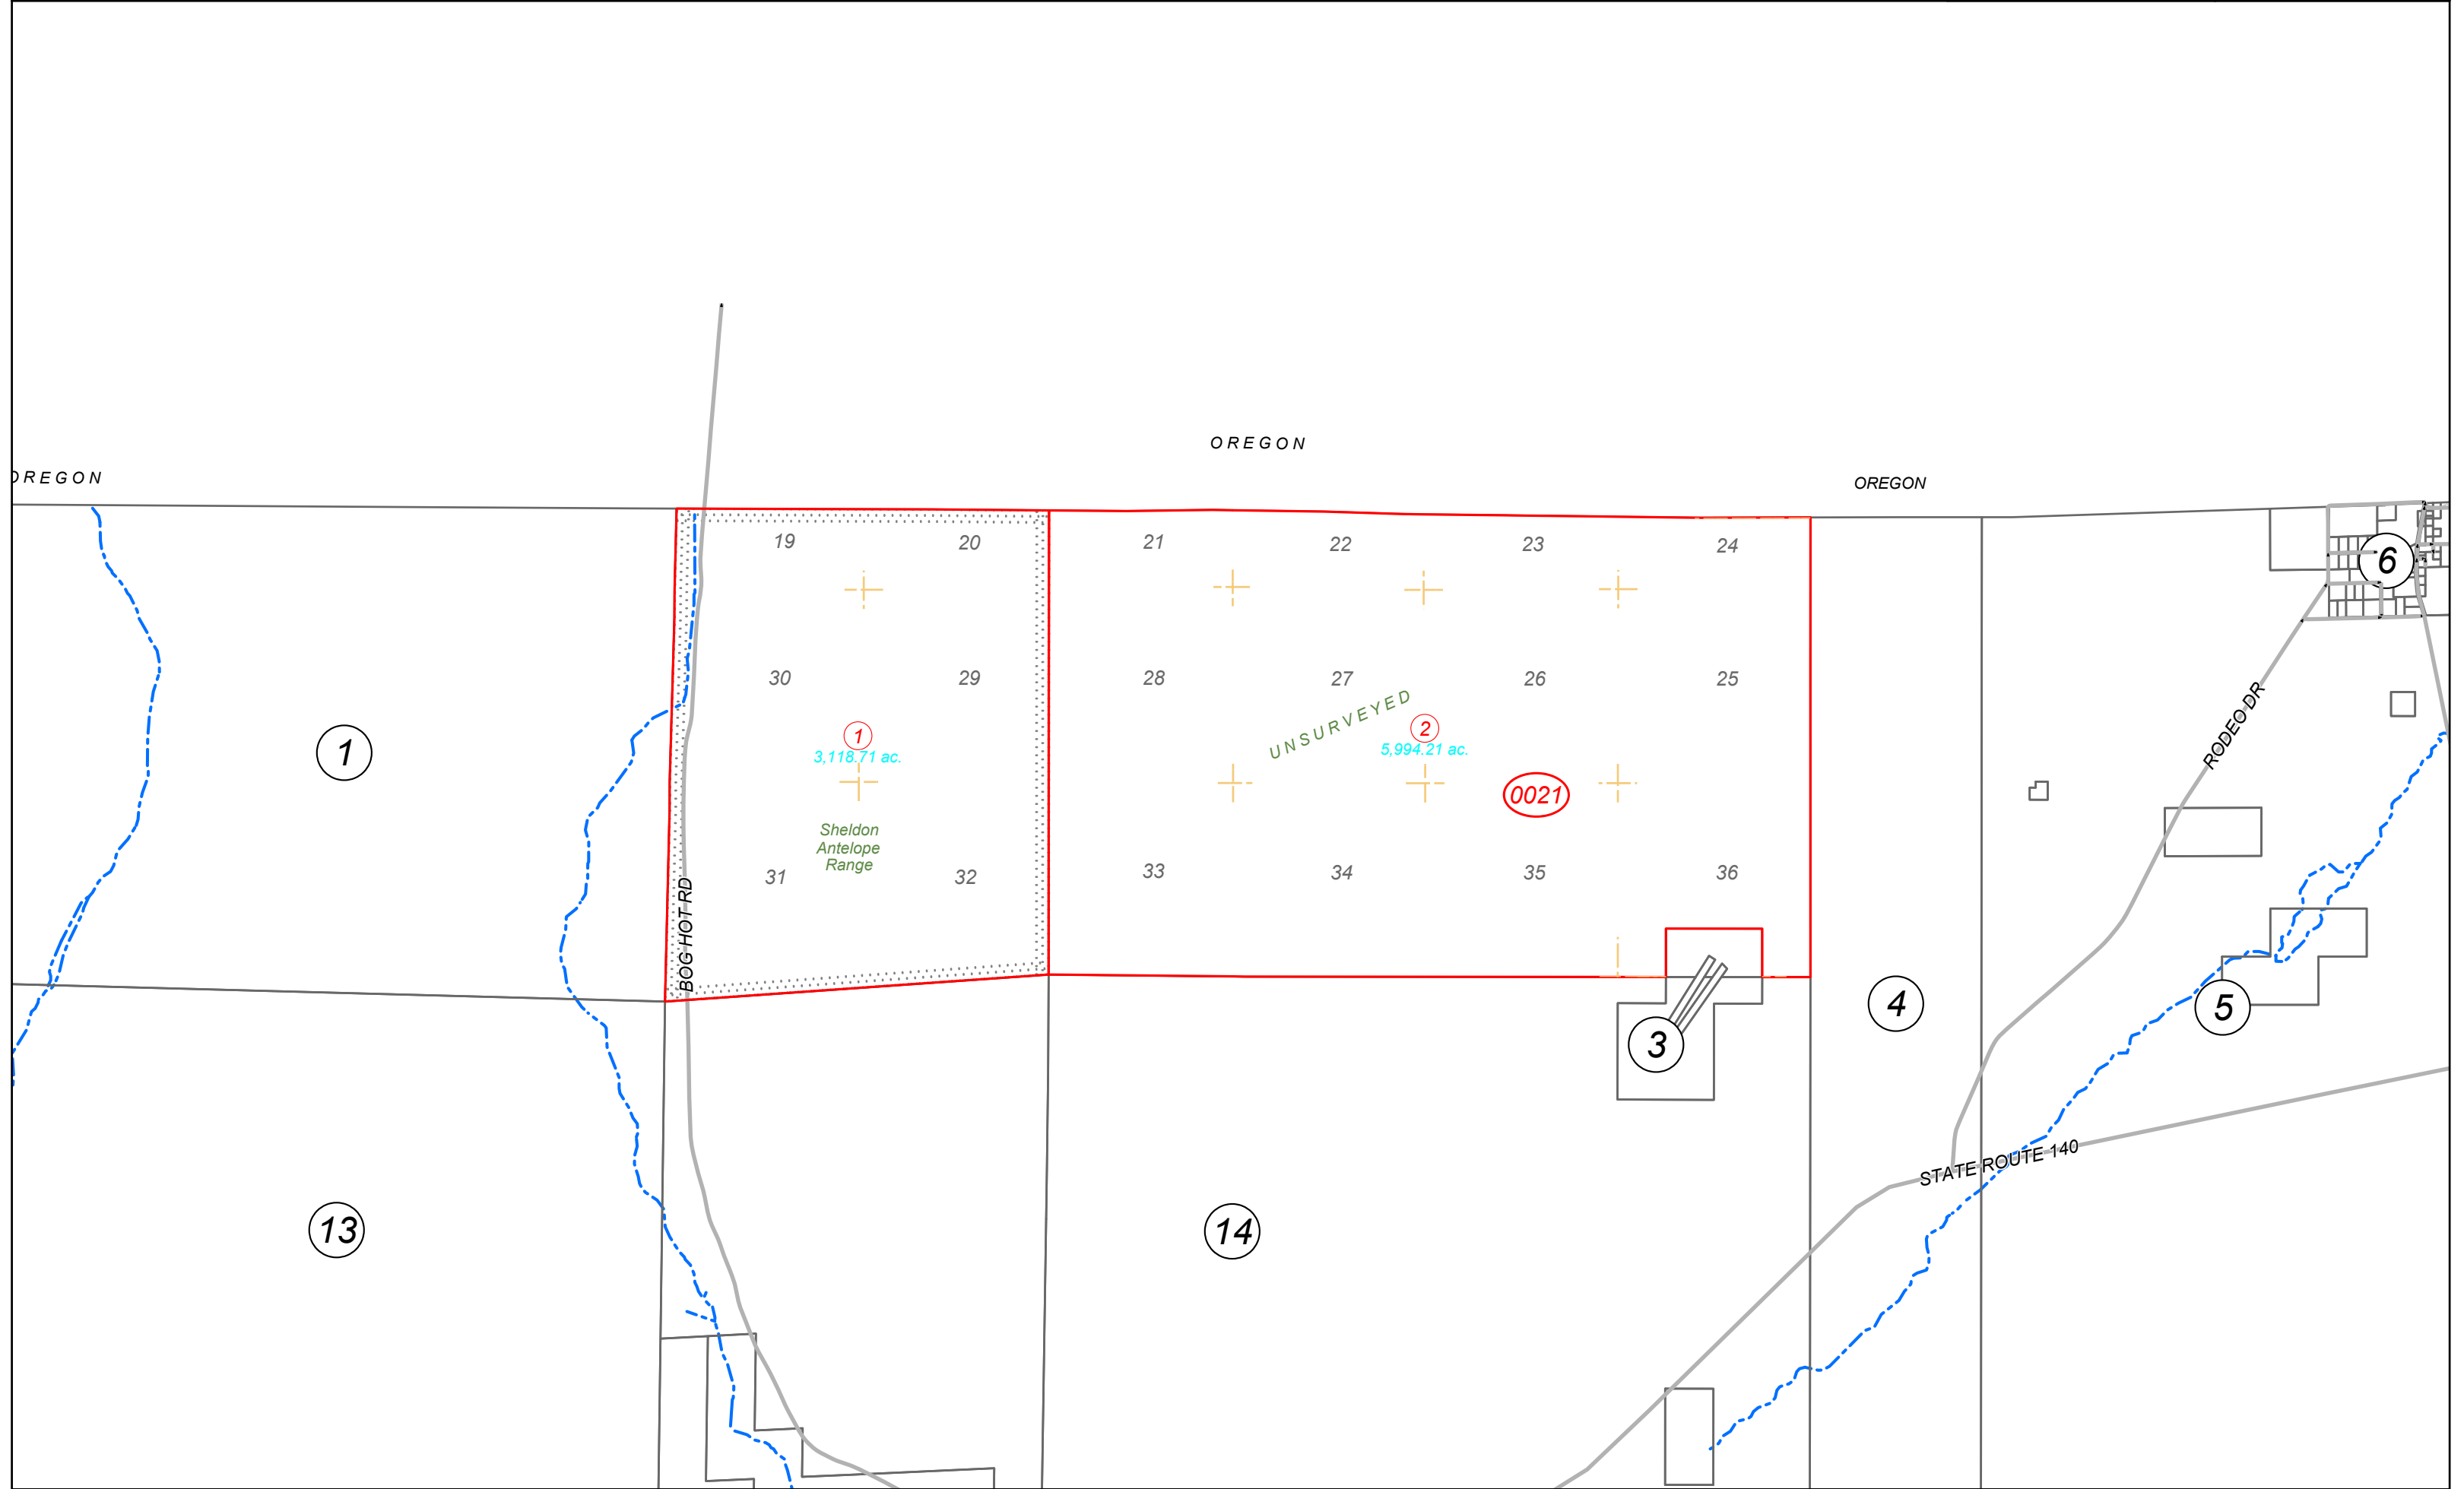 OREGON
OREGON
OREGON
19
20
21
22
23
24
6
30
29
28
27
26
25
UNSURVEYED
RODEO DR
1
1
3,118.71 ac.
2
5,994.21 ac.
0021
Sheldon
Antelope
Range
31
32
33
34
35
36
BOG HOT RD
3
4
5
STATE ROUTE 140
13
14